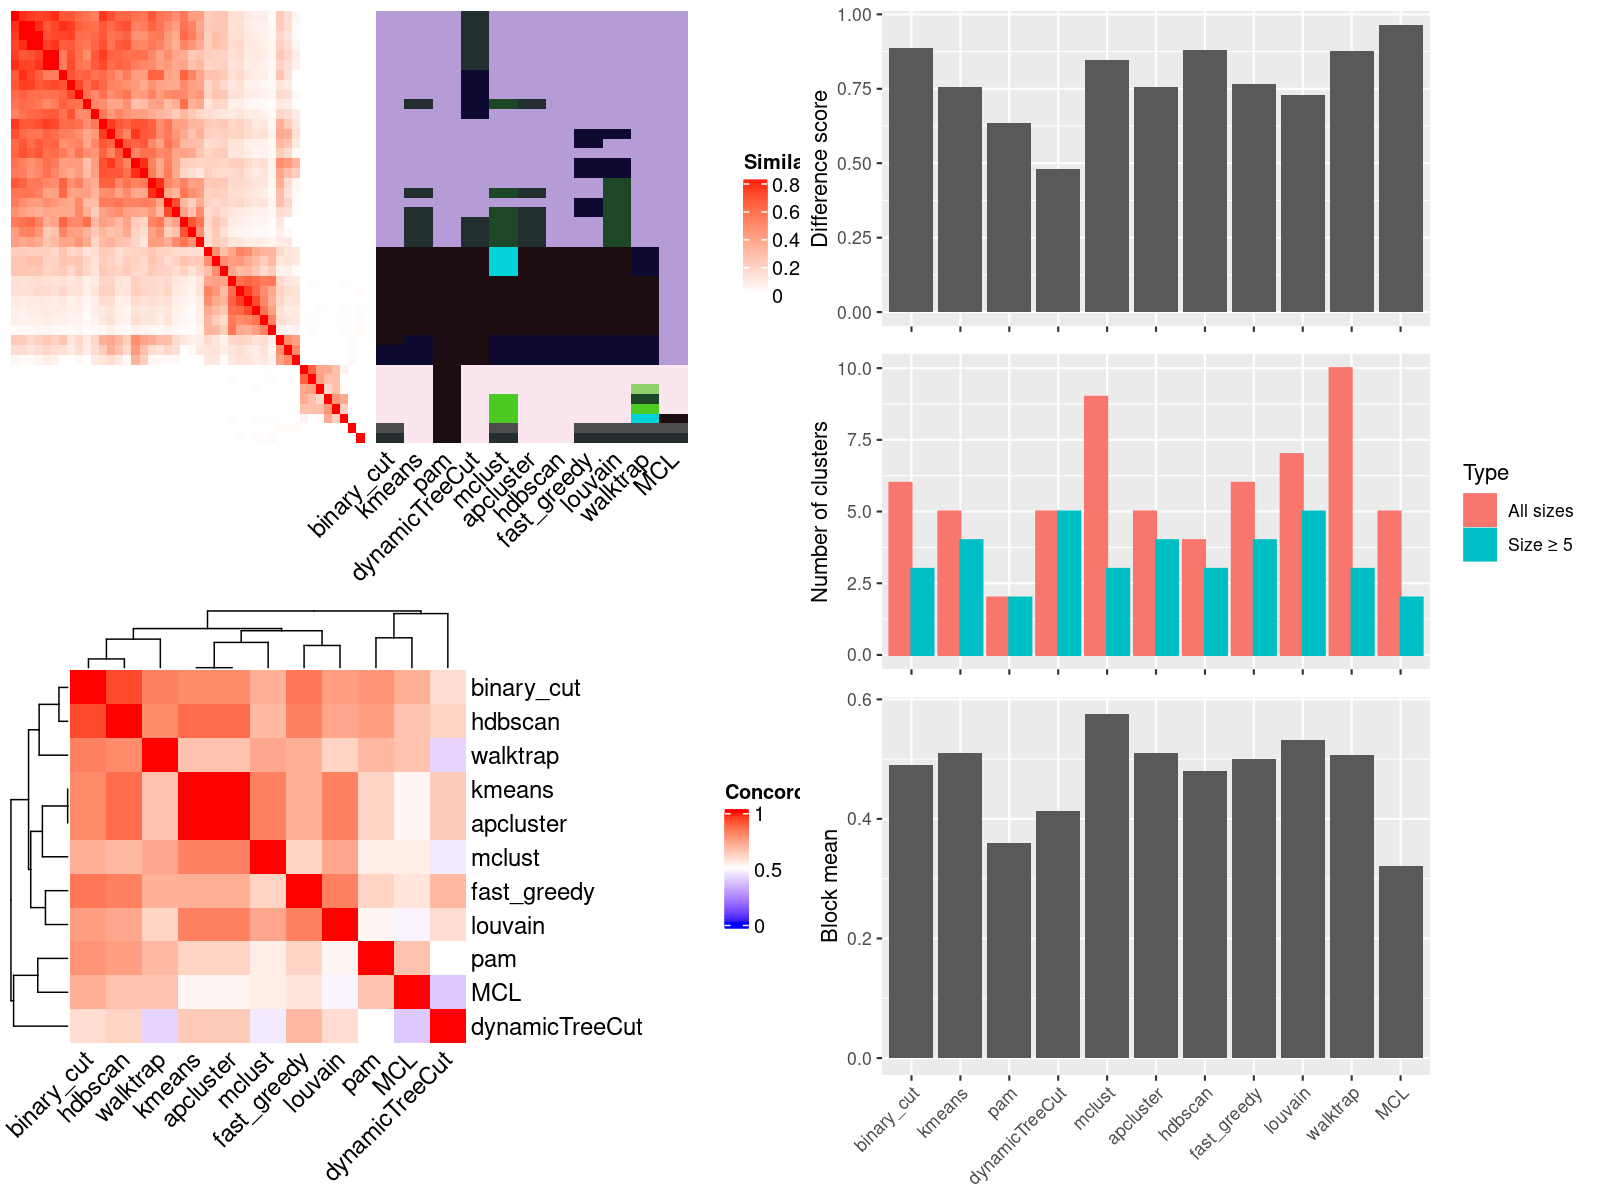 Simila
0.8
0.6
0.4
0.2
0
binary_cut
kmeans
pam
dynamicTreeCut
mclust
apcluster
hdbscan
fast_greedy
louvain
walktrap
MCL
binary_cut
hdbscan
walktrap
kmeans
apcluster
mclust
fast_greedy
louvain
pam
MCL
dynamicTreeCut
Concord
1
0.5
0
binary_cut
hdbscan
walktrap
kmeans
apcluster
mclust
fast_greedy
louvain
pam
MCL
dynamicTreeCut
Difference score
1.00
0.75
0.50
0.25
0.00
Number of clusters
10.0
7.5
5.0
2.5
0.0
Type
All sizes
Size ≥ 5
Block mean
0.6
0.4
0.2
0.0
binary_cut
kmeans
pam
dynamicTreeCut
mclust
apcluster
hdbscan
fast_greedy
louvain
walktrap
MCL